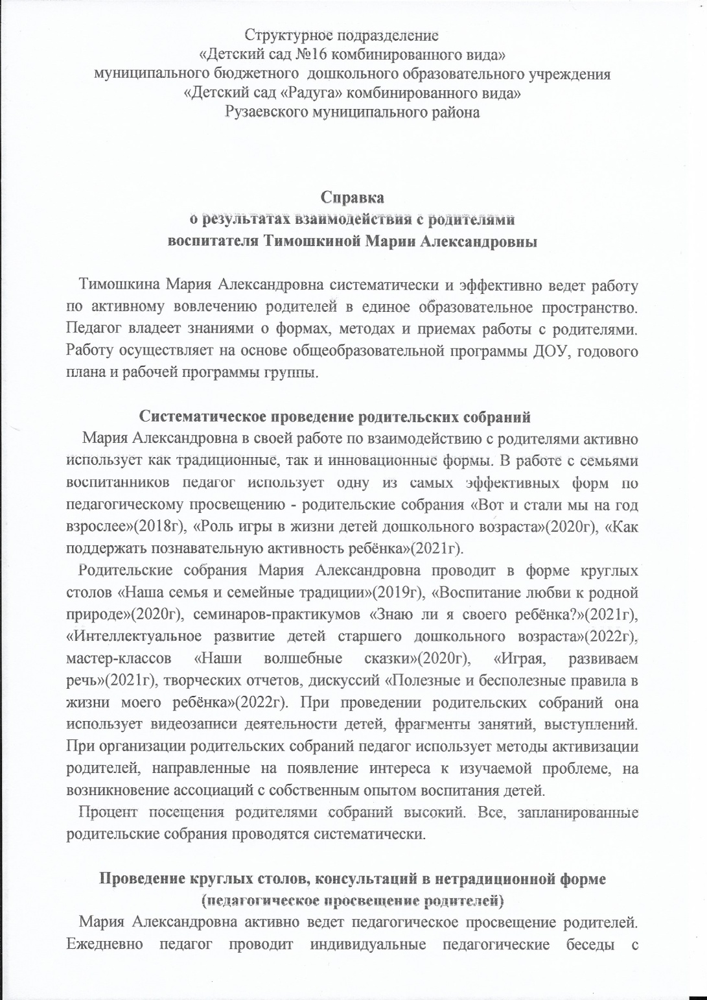 Структурное подразделение
«Детский сад №16 комбинированного вида»
муниципального бюджетного дошкольного образовательного учреждения
«Детский сад «Радуга» комбинированного вида»
Рузаевского муниципального района
Справка
о результатах взаимодействия с родителями
воспитателя Тимошкиной Марии Александровны
Тимошкина Мария Александровна систематически и эффективно ведет работу
по активному вовлечению родителей в единое образовательное пространство.
Педагог владеет знаниями о формах, методах и приемах работы с родителями.
Работу осуществляет на основе общеобразовательной программы ДОУ, годового
плана и рабочей программы группы.
Систематическое проведение родительских собраний
Мария Александровна в своей работе по взаимодействию с родителями активно
использует как традиционные, так и инновационные формы. В работе с семьями
воспитанников педагог использует одну из самых эффективных форм по
педагогическому просвещению - родительские собрания «Вот и стали мы на год
взрослее»(2018г), «Роль игры в жизни детей дошкольного возраста»(2020г), «Как
поддержать познавательную активность ребёнка»(2021г).
Родительские собрания Мария Александровна проводит в форме круглых
столов «Наша семья и семейные традиции»(2019г), «Воспитание любви к родной
природе»(2020г), семинаров-практикумов «Знаю ли я своего ребёнка?»(2021г),
«Интеллектуальное развитие детей старшего дошкольного возраста»(2022г),
мастер-классов «Наши волшебные сказки»(2020г), «Играя, развиваем
речь»(2021г), творческих отчетов, дискуссий «Полезные и бесполезные правила в
жизни моего ребёнка»(2022г). При проведении родительских собраний она
использует видеозаписи деятельности детей, фрагменты занятий, выступлений.
При организации родительских собраний педагог использует методы активизации
родителей, направленные на появление интереса к изучаемой проблеме, на
возникновение ассоциаций с собственным опытом воспитания детей.
Процент посещения родителями собраний высокий. Все, запланированные
родительские собрания проводятся систематически.
Проведение круглых столов, консультаций в нетрадиционной форме
(педагогическое просвещение родителей)
Мария Александровна активно ведет педагогическое просвещение родителей.
Ежедневно педагог проводит индивидуальные педагогические беседы с